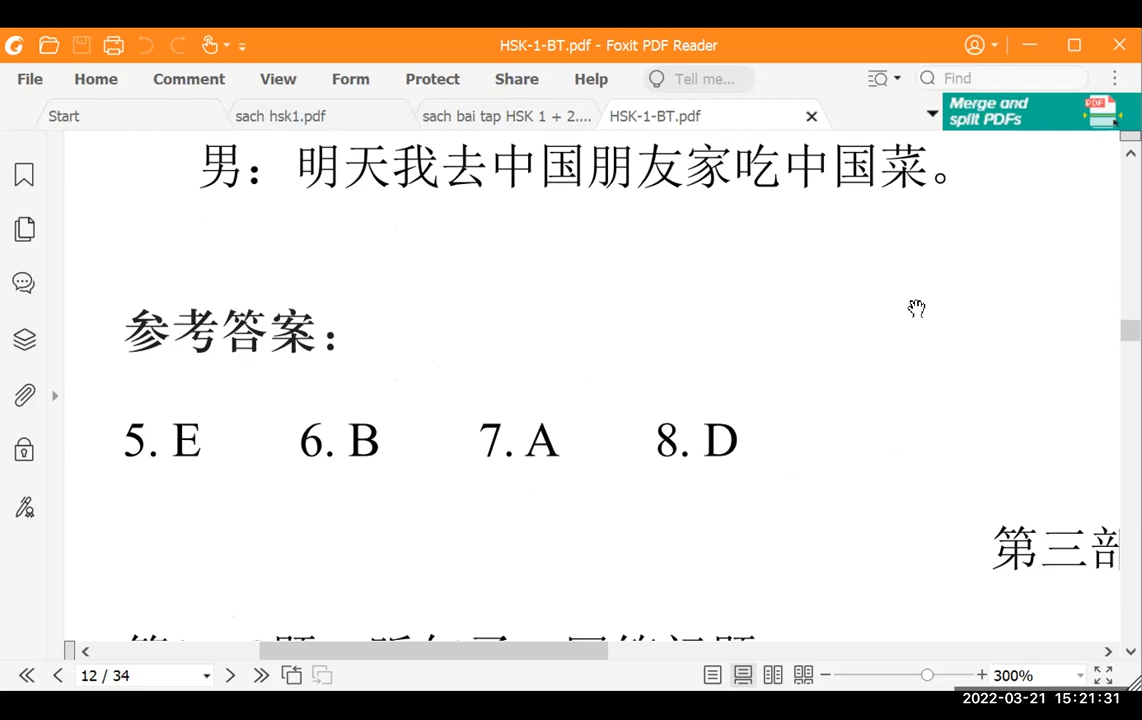 HSK-1-BT.pdf - Foxit PDF Reader
File Home Comment View Form Protect Share Help Tell me... Find
Start sach hsk1.pdf sach bai tap HSK 1 + 2.... HSK-1-BT.pdf
Merge and
split PDFs
PDF
男：明天我去中国朋友家吃中国菜。
参考答案：
5. E 6. B 7. A 8. D
第三部
12 / 34 300%
2022-03-21 15:21:31